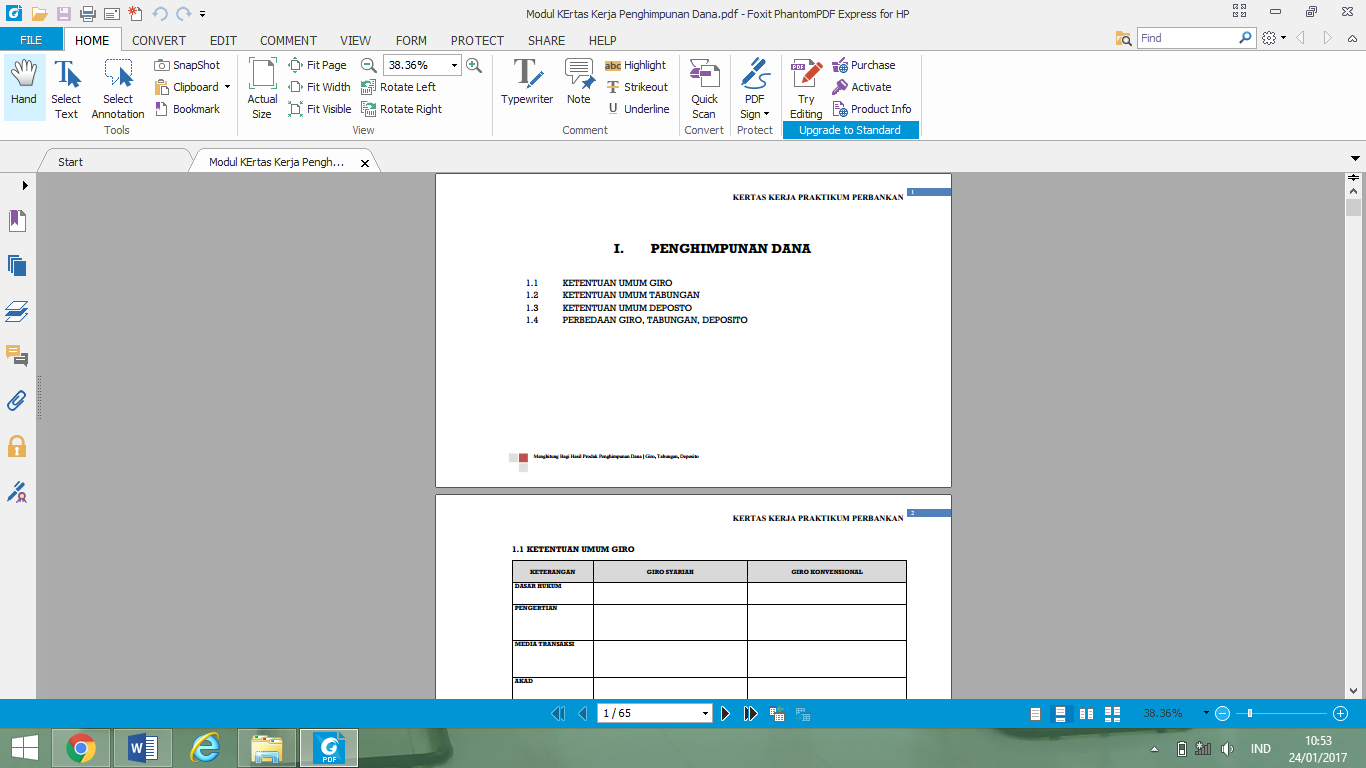 Modul KErtas Kerja Penghimpunan Dana.pdf - Foxit PhantomPDF Express for HP
FILE HOME CONVERT EDIT COMMENT VIEW FORM PROTECT SHARE HELP Find
Hand
Select Text
Select Annotation
SnapShot
Clipboard
Bookmark
Tools
Actual Size
Fit Page
Fit Width
Fit Visible
38.36%
Rotate Left
Rotate Right
View
Typewriter
Note
abc Highlight
Strikeout
Underline
Comment
Quick Scan
Convert
PDF Sign
Protect
PDF
Try Editing
Purchase
Activate
Product Info
Upgrade to Standard
Start
Modul KErtas Kerja Pengh...
1
KERTAS KERJA PRAKTIKUM PERBANKAN
I. PENGHIMPUNAN DANA
1.1 KETENTUAN UMUM GIRO
1.2 KETENTUAN UMUM TABUNGAN
1.3 KETENTUAN UMUM DEPOSTO
1.4 PERBEDAAN GIRO, TABUNGAN, DEPOSITO
Menghitung Bagi Hasil Produk Penghimpunan Dana | Giro, Tabungan, Deposito
2
KERTAS KERJA PRAKTIKUM PERBANKAN
1.1 KETENTUAN UMUM GIRO
KETERANGAN GIRO SYARIAH GIRO KONVENSIONAL
DASAR HUKUM
PENGERTIAN
MEDIA TRANSAKSI
AKAD
1 / 65
38.36%
PDF
IND
10:53
24/01/2017